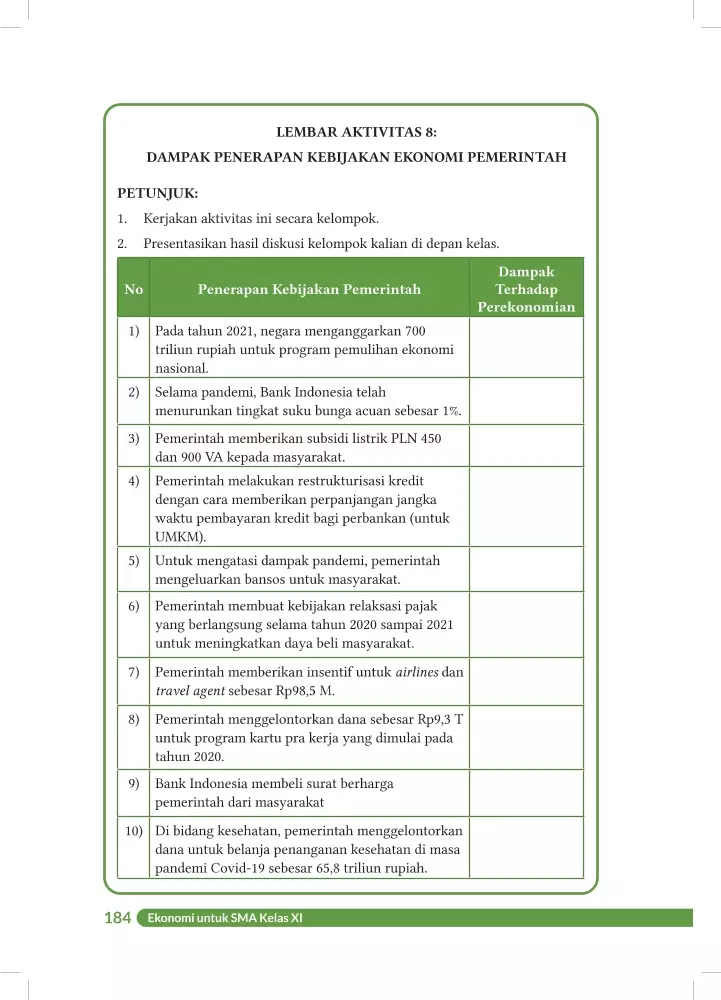 LEMBAR AKTIVITAS 8:
DAMPAK PENERAPAN KEBIJAKAN EKONOMI PEMERINTAH
PETUNJUK:
1. Kerjakan aktivitas ini secara kelompok.
2. Presentasikan hasil diskusi kelompok kalian di depan kelas.
No
Penerapan Kebijakan Pemerintah
Dampak
Terhadap
Perekonomian
1) Pada tahun 2021, negara menganggarkan 700
triliun rupiah untuk program pemulihan ekonomi
nasional.
2) Selama pandemi, Bank Indonesia telah
menurunkan tingkat suku bunga acuan sebesar 1%.
3) Pemerintah memberikan subsidi listrik PLN 450
dan 900 VA kepada masyarakat.
4) Pemerintah melakukan restrukturisasi kredit
dengan cara memberikan perpanjangan jangka
waktu pembayaran kredit bagi perbankan (untuk
UMKM).
5) Untuk mengatasi dampak pandemi, pemerintah
mengeluarkan bansos untuk masyarakat.
6) Pemerintah membuat kebijakan relaksasi pajak
yang berlangsung selama tahun 2020 sampai 2021
untuk meningkatkan daya beli masyarakat.
7) Pemerintah memberikan insentif untuk airlines dan
travel agent sebesar Rp98,5 M.
8) Pemerintah menggelontorkan dana sebesar Rp9,3 T
untuk program kartu pra kerja yang dimulai pada
tahun 2020.
9) Bank Indonesia membeli surat berharga
pemerintah dari masyarakat
10) Di bidang kesehatan, pemerintah menggelontorkan
dana untuk belanja penanganan kesehatan di masa
pandemi Covid-19 sebesar 65,8 triliun rupiah.
184 Ekonomi untuk SMA Kelas XI